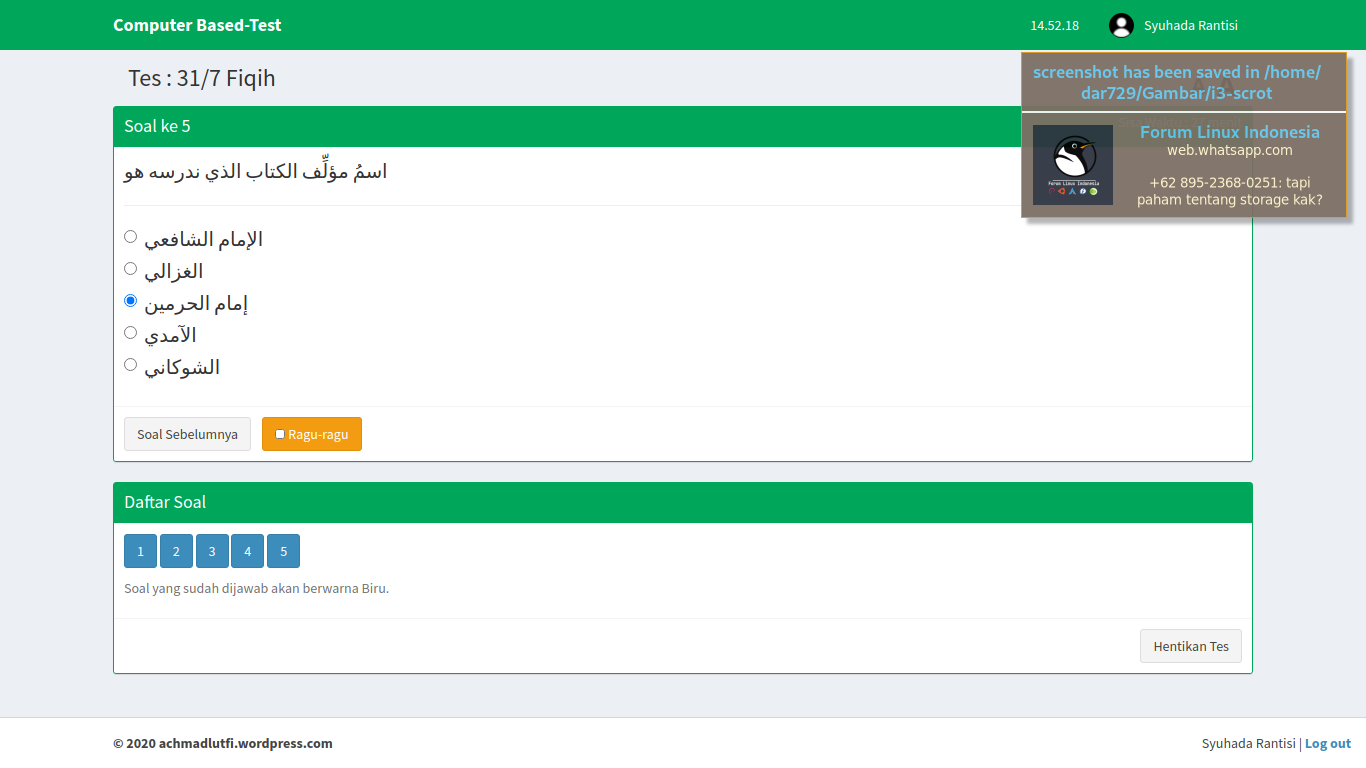 Computer Based-Test
14.52.18
Syuhada Rantisi
Tes : 31/7 Fiqih
screenshot has been saved in /home/
dar729/Gambar/i3-scrot
Soal ke 5
Forum Linux Indonesia
web.whatsapp.com
+62 895-2368-0251: tapi
paham tentang storage kak?
Forum Linux Indonesia
اسمُ مؤلِّف الكتاب الذي ندرسه هو
الإمام الشافعي
الغزالي
إمام الحرمين
الآمدي
الشوكاني
Soal Sebelumnya
Ragu-ragu
Daftar Soal
1 2 3 4 5
Soal yang sudah dijawab akan berwarna Biru.
Hentikan Tes
© 2020 achmadlutfi.wordpress.com
Syuhada Rantisi | Log out